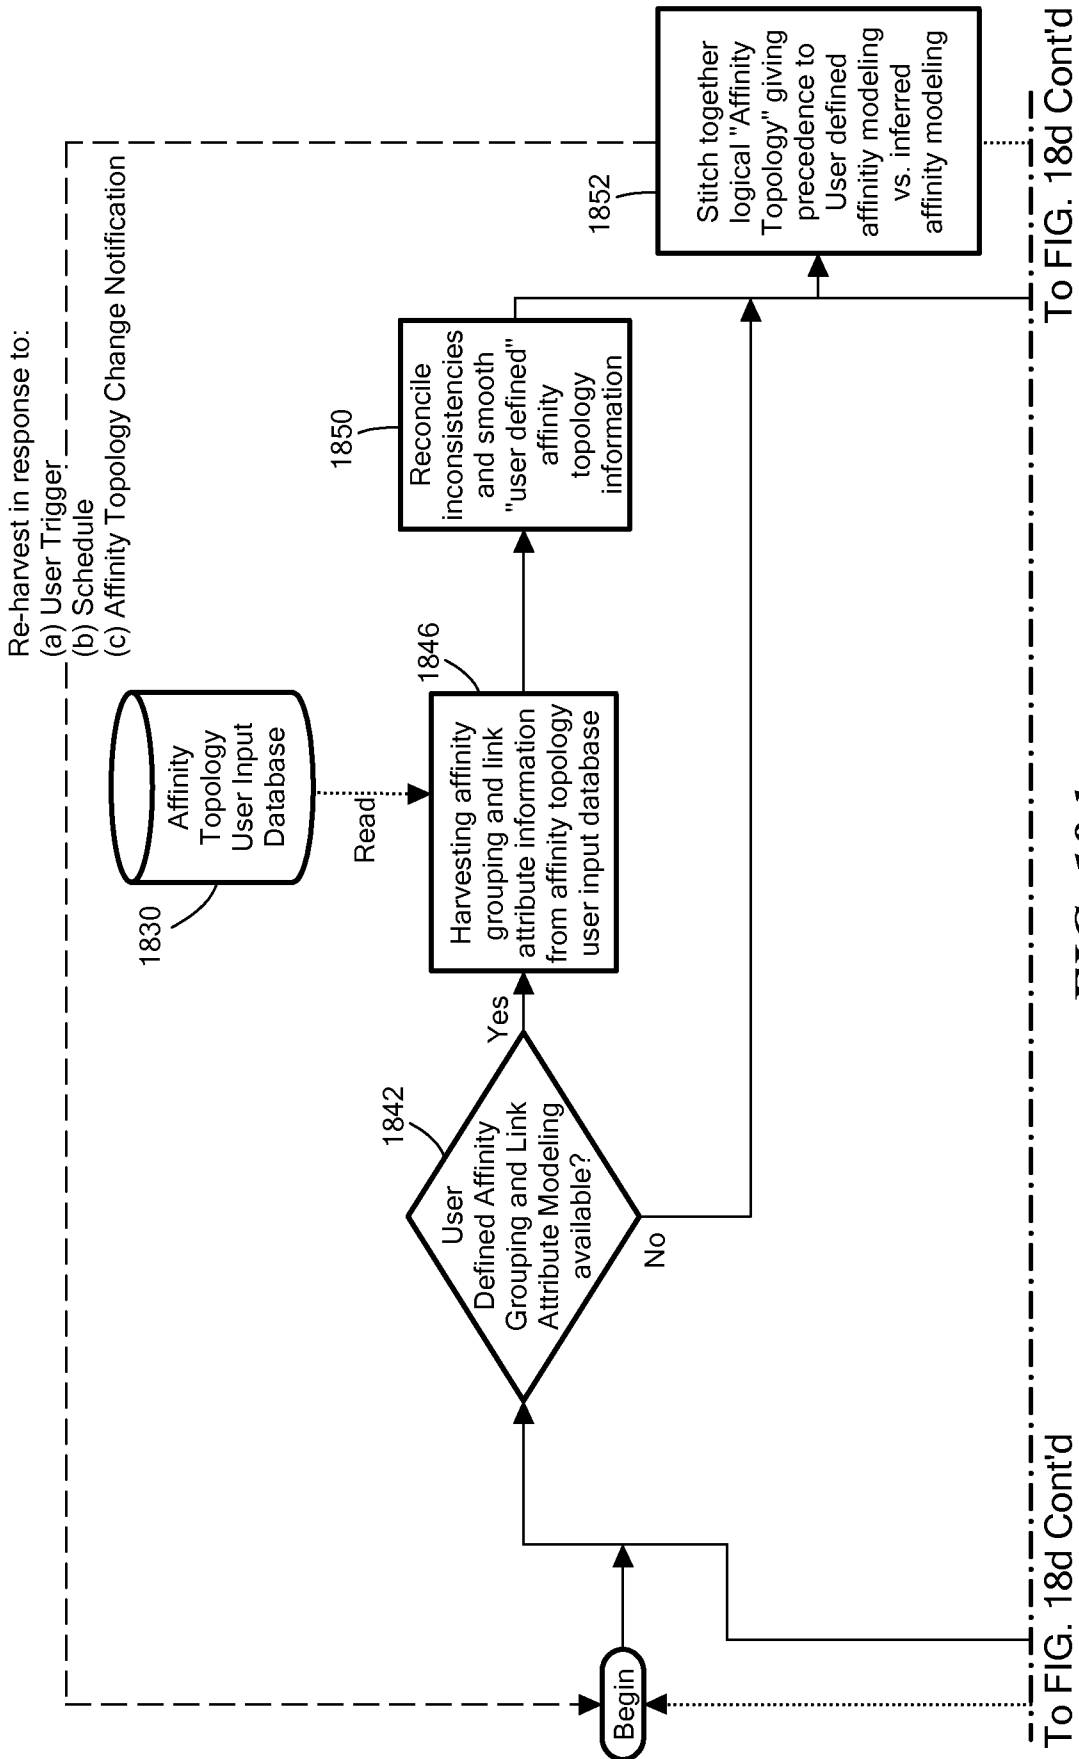 Re-harvest in response to:
(a) User Trigger
(b) Schedule
(c) Affinity Topology Change Notification
Affinity
Topology
User Input
Database
1830
Read
Begin
User
Defined Affinity
Grouping and Link
Attribute Modeling
available?
1842
Yes
No
Harvesting affinity
grouping and link
attribute information
from affinity topology
user input database
1846
Reconcile
inconsistencies
and smooth
"user defined"
affinity
topology
information
1850
Stitch together
logical "Affinity
Topology" giving
precedence to
User defined
affinitiy modeling
vs. inferred
affinity modeling
1852
To FIG. 18d Cont'd
To FIG. 18d Cont'd